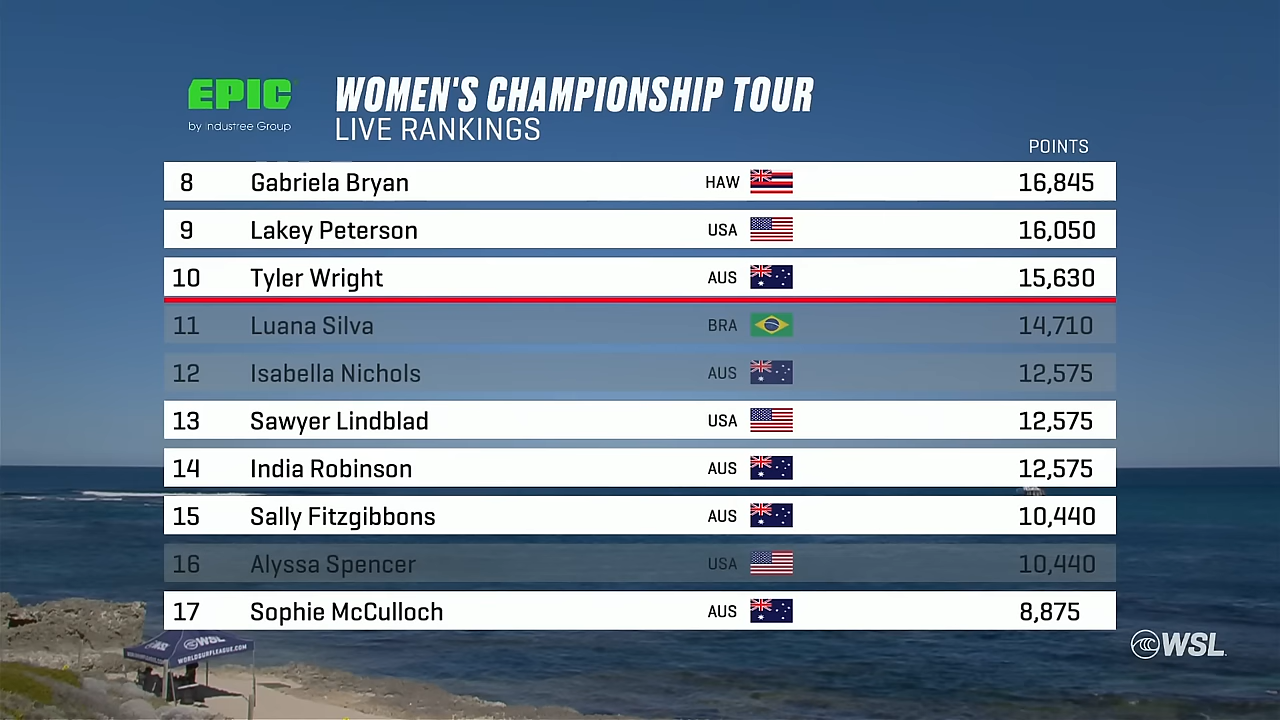 EPIC
by Industree Group
WOMEN'S CHAMPIONSHIP TOUR
LIVE RANKINGS
POINTS
8 Gabriela Bryan HAW 16,845
9 Lakey Peterson USA 16,050
10 Tyler Wright AUS 15,630
11 Luana Silva BRA 14,710
12 Isabella Nichols AUS 12,575
13 Sawyer Lindblad USA 12,575
14 India Robinson AUS 12,575
15 Sally Fitzgibbons AUS 10,440
16 Alyssa Spencer USA 10,440
17 Sophie McCulloch AUS 8,875
WSL
WSL
WORLDSURFLEAGUE.COM